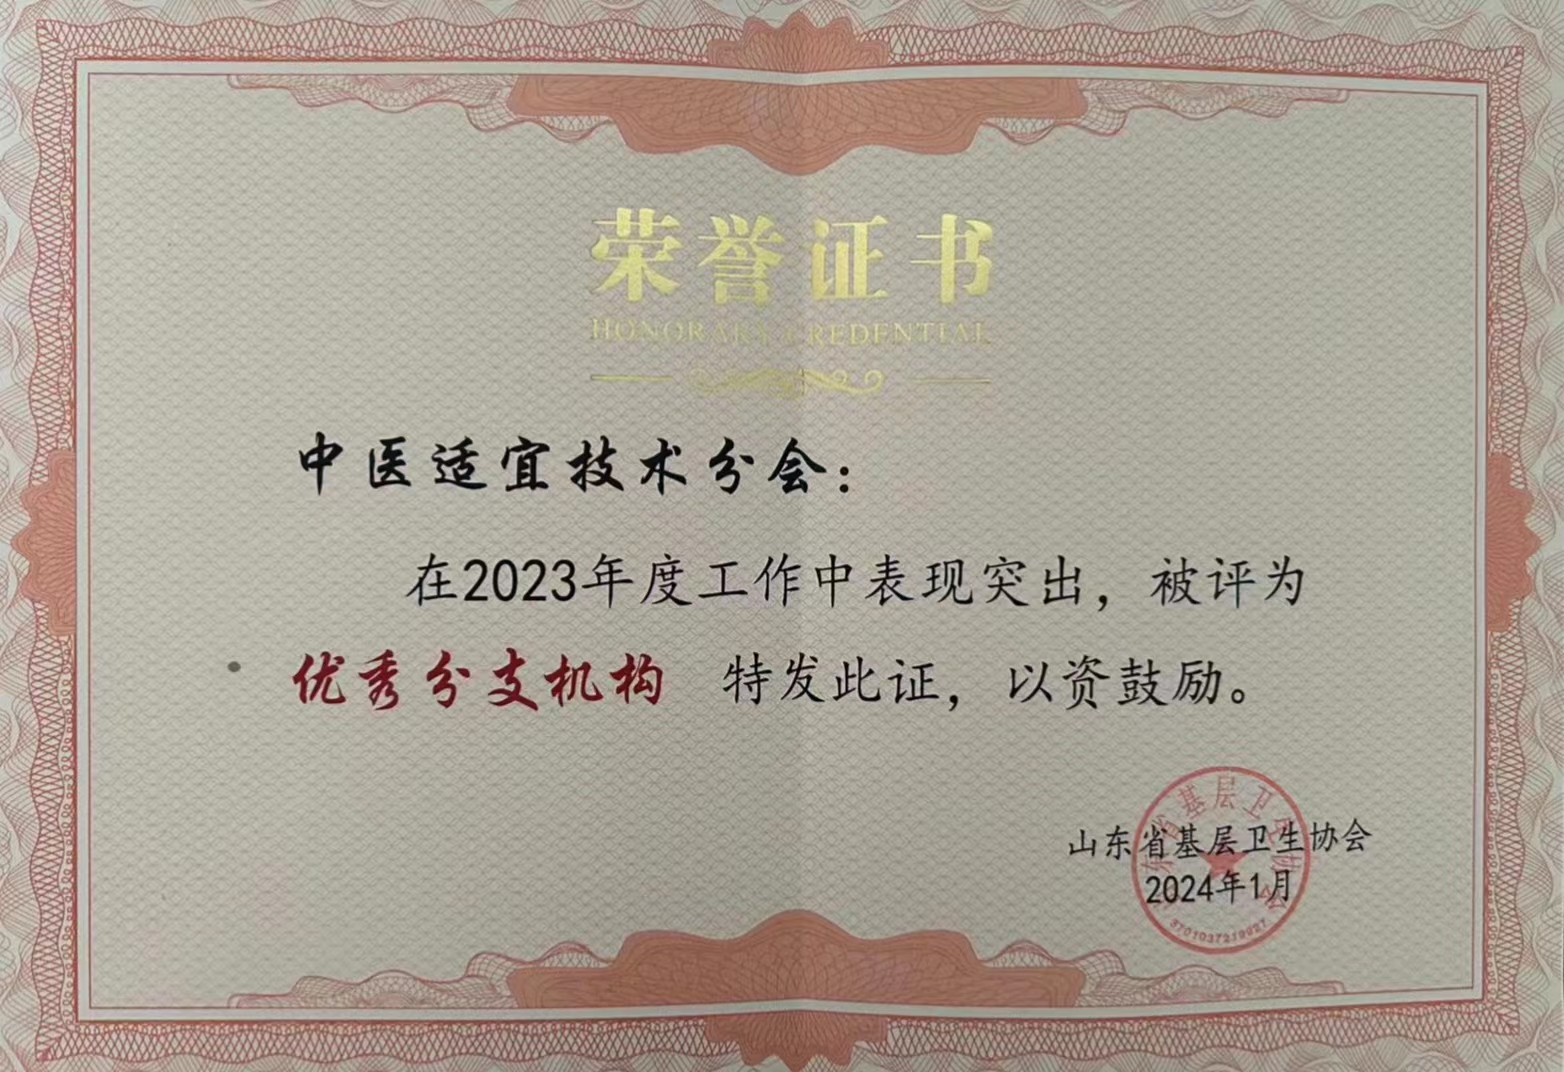 荣誉证书
HONORARY CREDENTIAL
中医适宜技术分会：
在2023年度工作中表现突出，被评为
优秀分支机构 特发此证，以资鼓励。
山东省基层卫生协会
2024年1月